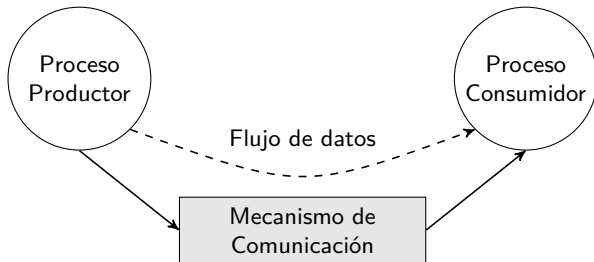 Proceso
Productor
Proceso
Consumidor
Flujo de datos
Mecanismo de
Comunicación